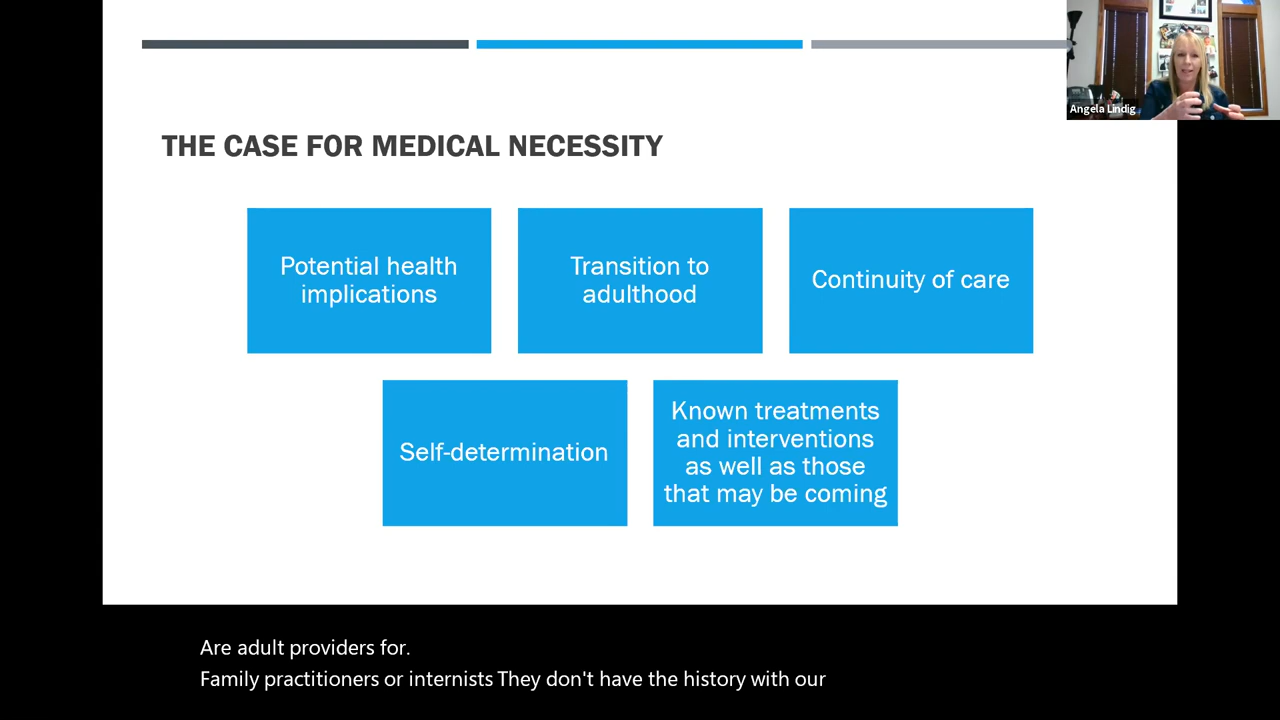 Angela Lindig
THE CASE FOR MEDICAL NECESSITY
Potential health
implications
Transition to
adulthood
Continuity of care
Self-determination
Known treatments
and interventions
as well as those
that may be coming
Are adult providers for.
Family practitioners or internists They don't have the history with our